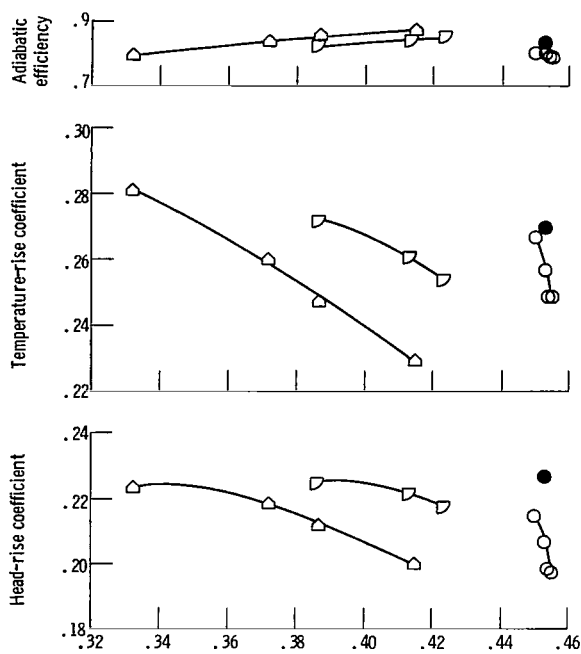 Adiabatic
efficiency
.9
.7
Temperature-rise coefficient
.30
.28
.26
.24
.22
Head-rise coefficient
.24
.22
.20
.18
.32 .34 .36 .38 .40 .42 .44 .46